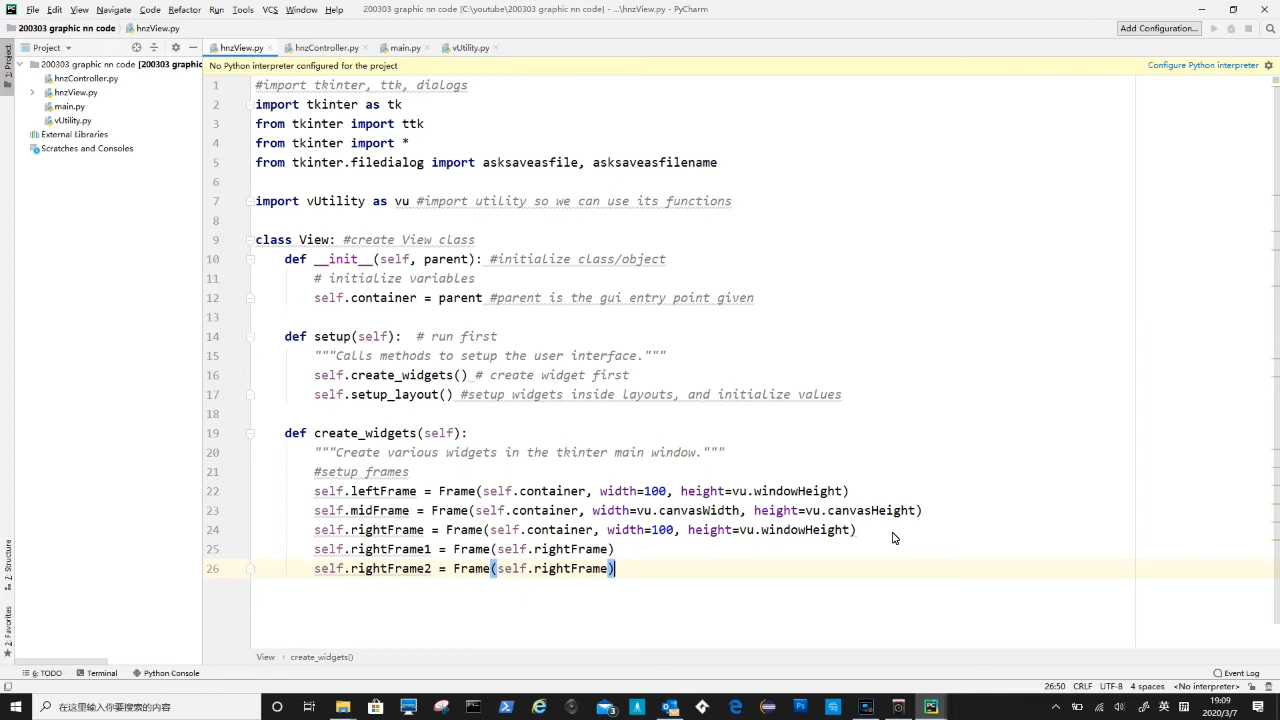 File Edit View Navigate Code Refactor Run Tools VCS Window Help 200303 graphic nn code [C:\youtube\200303 graphic nn code] - ...\hnzView.py - PyCharm
200303 graphic nn code hnzView.py Add Configuration...
Project hnzView.py hnzController.py main.py vUtility.py
1: Project
200303 graphic nn code [200303 graphic
hnzController.py
hnzView.py
main.py
vUtility.py
External Libraries
Scratches and Consoles
No Python interpreter configured for the project Configure Python interpreter
1 #import tkinter, ttk, dialogs
2 import tkinter as tk
3 from tkinter import ttk
4 from tkinter import *
5 from tkinter.filedialog import asksaveasfile, asksaveasfilename
6
7 import vUtility as vu #import utility so we can use its functions
8
9 class View: #create View class
10 def __init__(self, parent): #initialize class/object
11 # initialize variables
12 self.container = parent #parent is the gui entry point given
13
14 def setup(self): # run first
15 """Calls methods to setup the user interface."""
16 self.create_widgets() # create widget first
17 self.setup_layout() #setup widgets inside layouts, and initialize values
18
19 def create_widgets(self):
20 """Create various widgets in the tkinter main window."""
21 #setup frames
22 self.leftFrame = Frame(self.container, width=100, height=vu.windowHeight)
23 self.midFrame = Frame(self.container, width=vu.canvasWidth, height=vu.canvasHeight)
24 self.rightFrame = Frame(self.container, width=100, height=vu.windowHeight)
25 self.rightFrame1 = Frame(self.rightFrame)
26 self.rightFrame2 = Frame(self.rightFrame)
7: Structure
2: Favorites
View create_widgets()
6: TODO Terminal Python Console Event Log
26:50 CRLF UTF-8 4 spaces <No interpreter>
在这里输入你要搜索的内容 英 19:09
2020/3/7